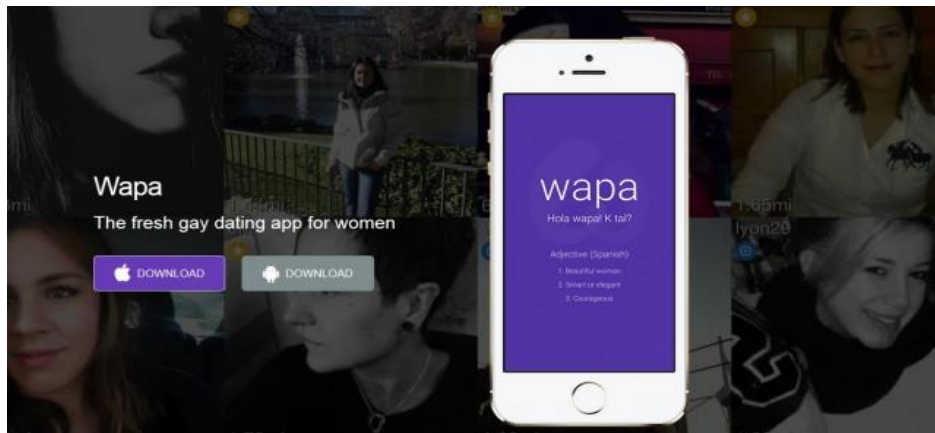 Wapa
The fresh gay dating app for women
DOWNLOAD
DOWNLOAD
wapa
Hola wapa! K tal?
Adjective (Spanish)
1. Beautiful woman
2. Smart or elegant
3. Courageous
1.65mi
lyon29